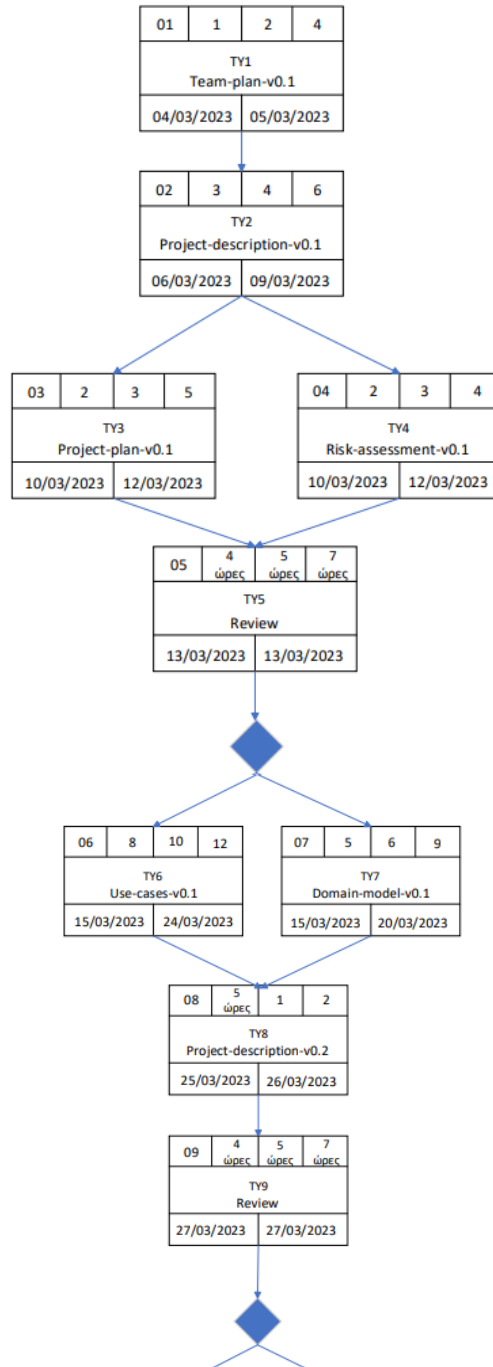 01 1 2 4
TY1
Team-plan-v0.1
04/03/2023 05/03/2023
02 3 4 6
TY2
Project-description-v0.1
06/03/2023 09/03/2023
03 2 3 5
TY3
Project-plan-v0.1
10/03/2023 12/03/2023
04 2 3 4
TY4
Risk-assessment-v0.1
10/03/2023 12/03/2023
05 4 ώρες 5 ώρες 7 ώρες
TY5
Review
13/03/2023 13/03/2023
06 8 10 12
TY6
Use-cases-v0.1
15/03/2023 24/03/2023
07 5 6 9
TY7
Domain-model-v0.1
15/03/2023 20/03/2023
08 5 ώρες 1 2
TY8
Project-description-v0.2
25/03/2023 26/03/2023
09 4 ώρες 5 ώρες 7 ώρες
TY9
Review
27/03/2023 27/03/2023